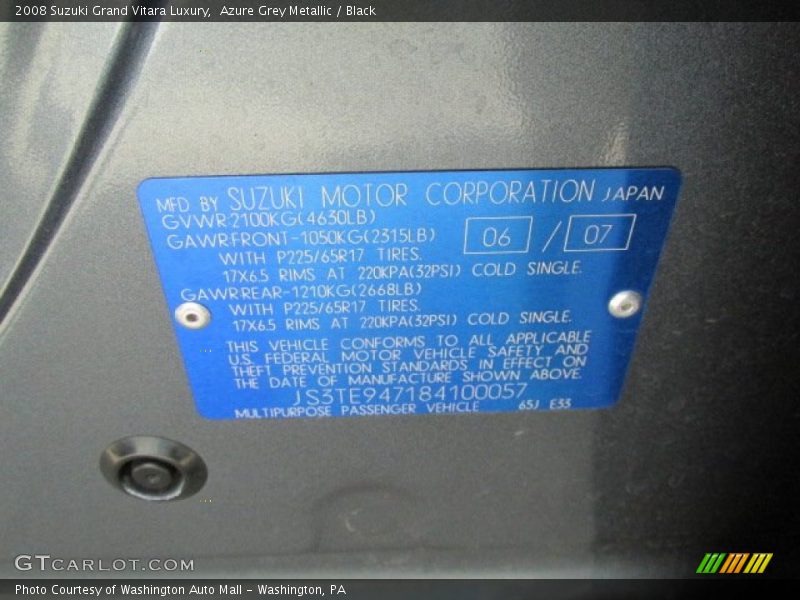 2008 Suzuki Grand Vitara Luxury, Azure Grey Metallic / Black
MFD BY SUZUKI MOTOR CORPORATION JAPAN
GVWR:2100KG(4630LB)
GAWR:FRONT-1050KG(2315LB) 06 / 07
WITH P225/65R17 TIRES.
17X6.5 RIMS AT 220KPA(32PSI) COLD SINGLE.
GAWR:REAR-1210KG(2668LB)
WITH P225/65R17 TIRES.
17X6.5 RIMS AT 220KPA(32PSI) COLD SINGLE.
THIS VEHICLE CONFORMS TO ALL APPLICABLE
U.S. FEDERAL MOTOR VEHICLE SAFETY AND
THEFT PREVENTION STANDARDS IN EFFECT ON
THE DATE OF MANUFACTURE SHOWN ABOVE.
JS3TE947184100057
MULTIPURPOSE PASSENGER VEHICLE 65J E33
GTCARLOT.COM
Photo Courtesy of Washington Auto Mall - Washington, PA